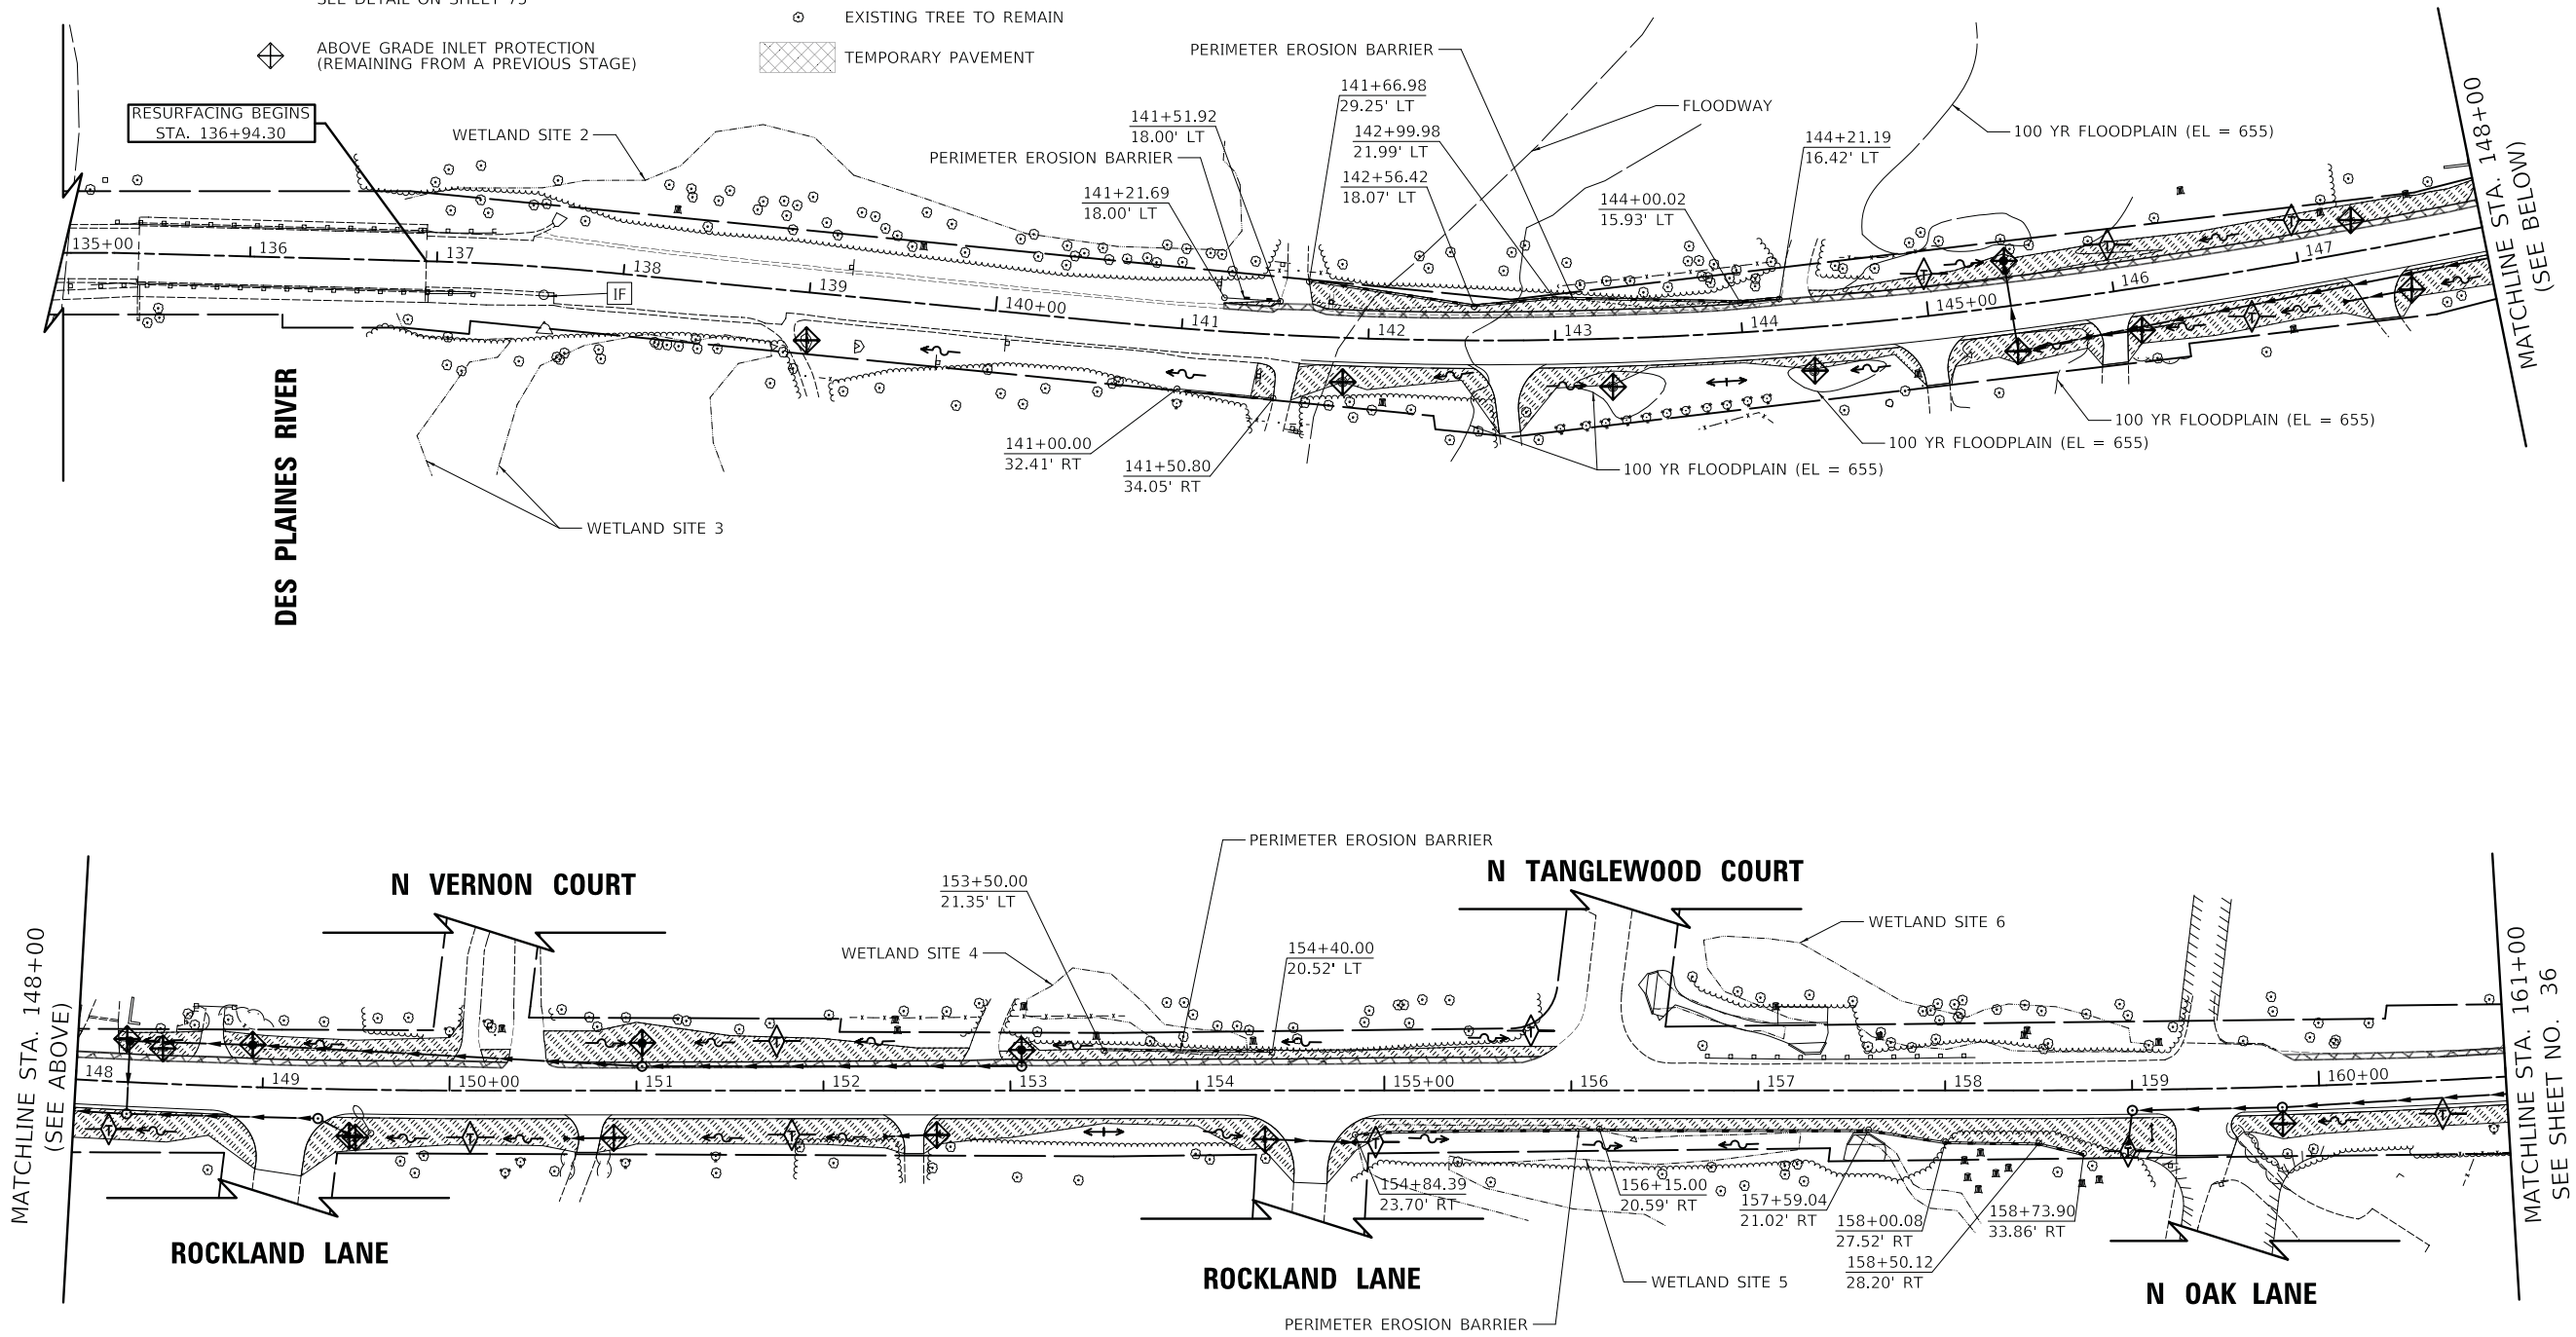 SEE DETAIL ON SHEET 75
EXISTING TREE TO REMAIN
ABOVE GRADE INLET PROTECTION
(REMAINING FROM A PREVIOUS STAGE)
TEMPORARY PAVEMENT
RESURFACING BEGINS
STA. 136+94.30
WETLAND SITE 2
PERIMETER EROSION BARRIER
141+21.69
18.00' LT
141+51.92
18.00' LT
PERIMETER EROSION BARRIER
141+66.98
29.25' LT
142+99.98
21.99' LT
142+56.42
18.07' LT
FLOODWAY
144+00.02
15.93' LT
144+21.19
16.42' LT
100 YR FLOODPLAIN (EL = 655)
MATCHLINE STA. 148+00
(SEE BELOW)
135+00
136
137
138
139
140+00
141
142
143
144
145+00
146
147
IF
DES PLAINES RIVER
WETLAND SITE 3
141+00.00
32.41' RT
141+50.80
34.05' RT
100 YR FLOODPLAIN (EL = 655)
100 YR FLOODPLAIN (EL = 655)
100 YR FLOODPLAIN (EL = 655)
MATCHLINE STA. 148+00
(SEE ABOVE)
N VERNON COURT
WETLAND SITE 4
153+50.00
21.35' LT
PERIMETER EROSION BARRIER
154+40.00
20.52' LT
N TANGLEWOOD COURT
WETLAND SITE 6
MATCHLINE STA. 161+00
SEE SHEET NO. 36
148
149
150+00
151
152
153
154
155+00
156
157
158
159
160+00
T
T
T
T
T
T
T
T
T
T
T
T
T
ROCKLAND LANE
ROCKLAND LANE
154+84.39
23.70' RT
156+15.00
20.59' RT
157+59.04
21.02' RT
158+00.08
27.52' RT
158+50.12
28.20' RT
158+73.90
33.86' RT
WETLAND SITE 5
PERIMETER EROSION BARRIER
N OAK LANE